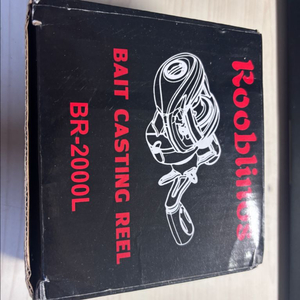 Rooblinos
BAIT CASTING REEL
BR-2000L